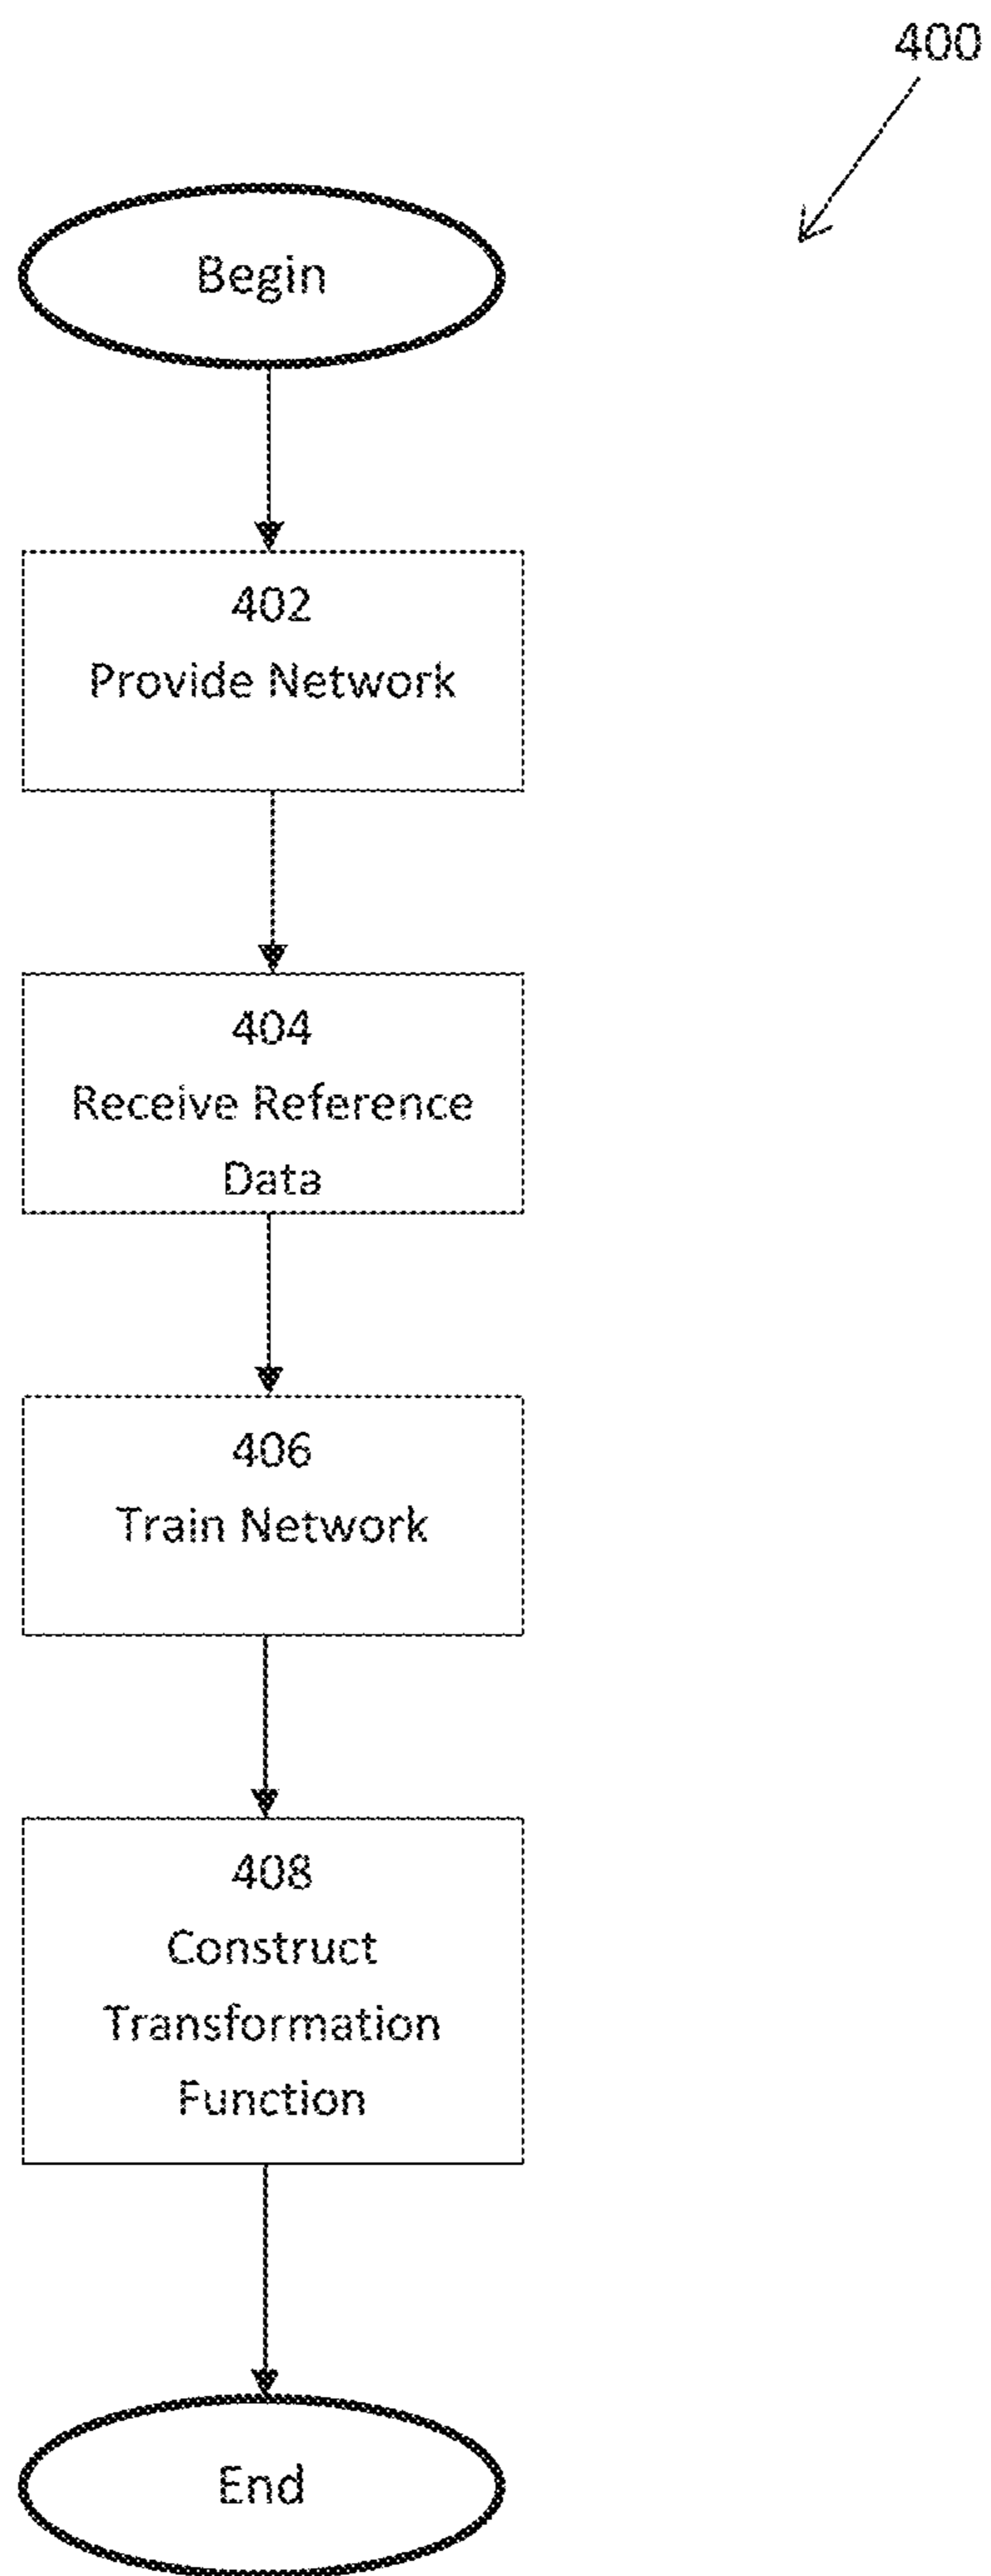 400
Begin
402
Provide Network
404
Receive Reference
Data
406
Train Network
408
Construct
Transformation
Function
End